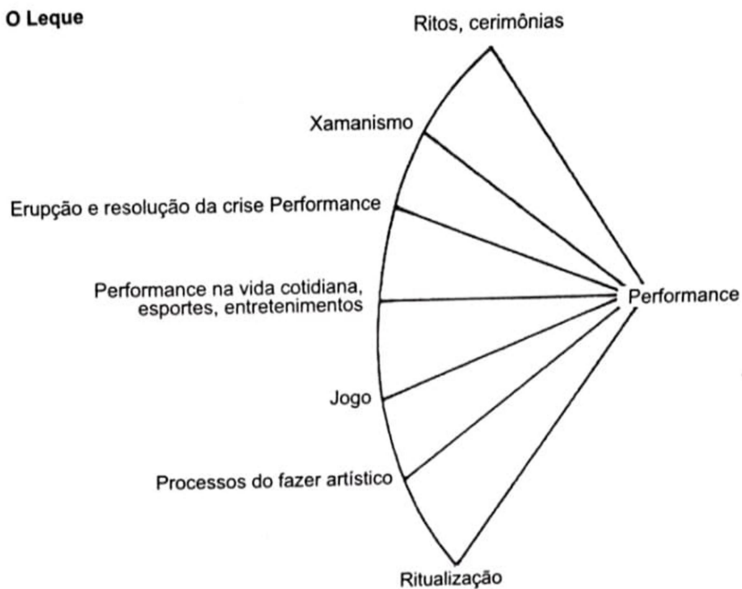 O Leque
Ritos, cerimônias
Xamanismo
Erupção e resolução da crise Performance
Performance na vida cotidiana,
esportes, entretenimentos
Performance
Jogo
Processos do fazer artístico
Ritualização